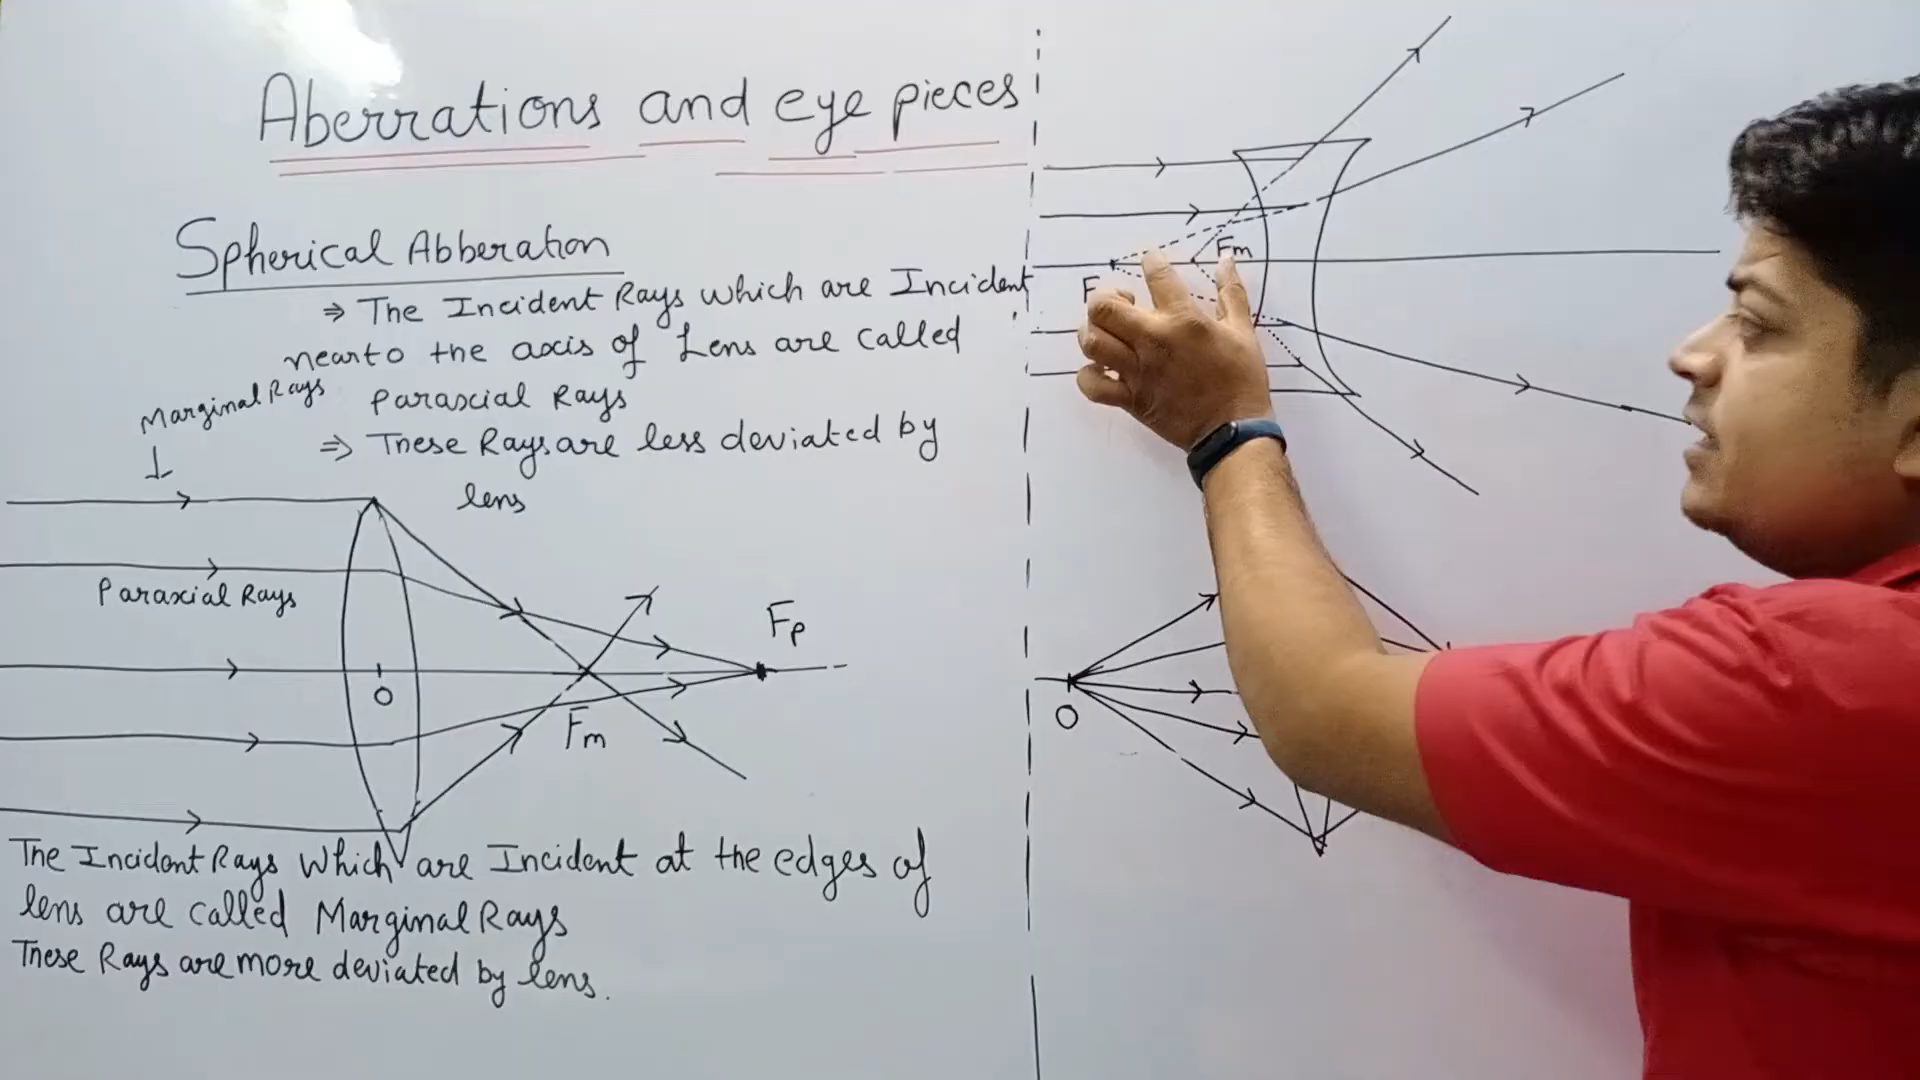 Aberrations and eye pieces
Spherical Abberation
⇒ The Incident Rays which are Incident
near to the axis of Lens are called
paraxial Rays
⇒ These Rays are less deviated by
lens
Marginal Rays
Paraxial Rays
O
Fm
Fp
The Incident Rays which are Incident at the edges of
lens are called Marginal Rays
These Rays are more deviated by lens.
Fm
F
O